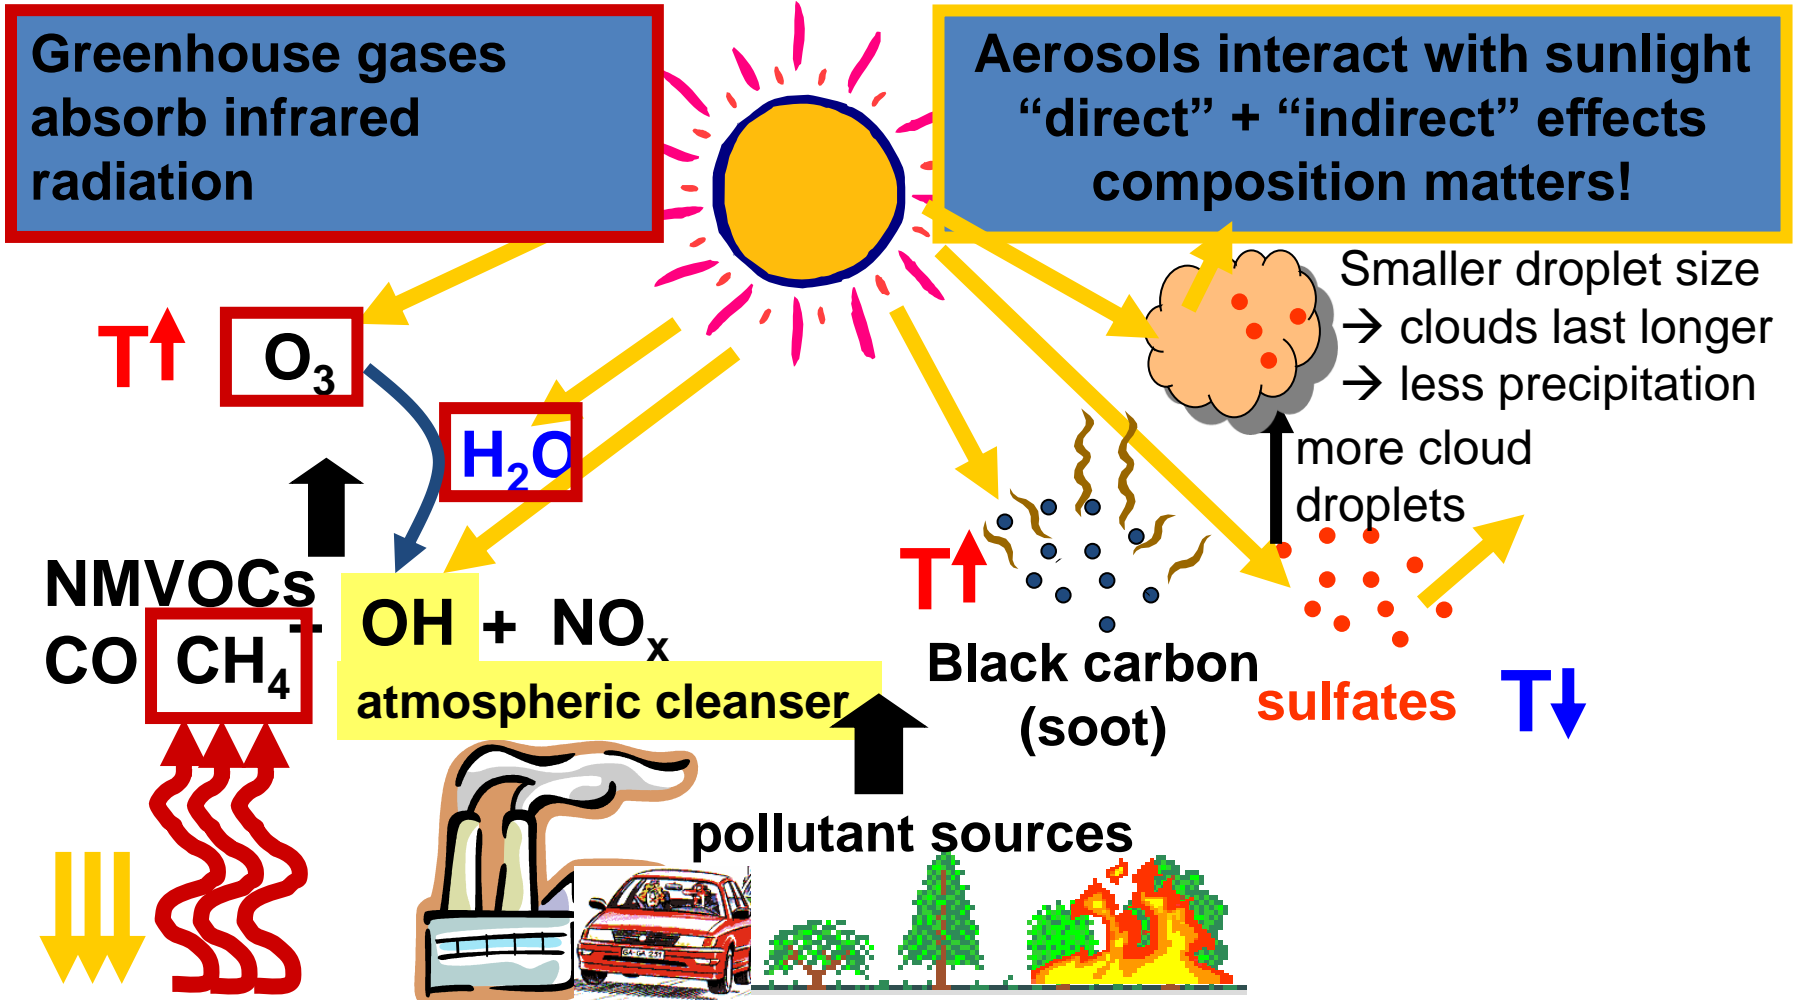 Greenhouse gases
absorb infrared
radiation
Aerosols interact with sunlight
“direct” + “indirect” effects
composition matters!
T
O₃
H₂O
Smaller droplet size
→ clouds last longer
→ less precipitation
more cloud
droplets
NMVOCs
CO CH₄ + OH + NOₓ
atmospheric cleanser
T
Black carbon
(soot)
sulfates
T
pollutant sources